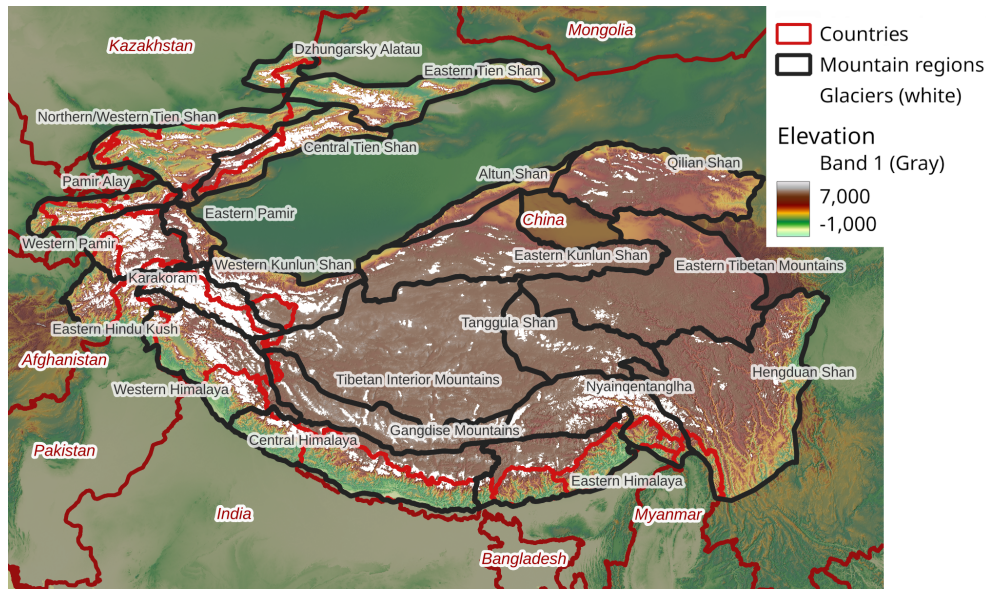 Kazakhstan
Mongolia
Dzhungarsky Alatau
Eastern Tien Shan
Northern/Western Tien Shan
Central Tien Shan
Qilian Shan
Altun Shan
Pamir Alay
Eastern Pamir
China
Western Pamir
Eastern Kunlun Shan
Western Kunlun Shan
Eastern Tibetan Mountains
Karakoram
Tanggula Shan
Eastern Hindu Kush
Afghanistan
Hengduan Shan
Tibetan Interior Mountains
Nyainqentanglha
Western Himalaya
Gangdise Mountains
Central Himalaya
Pakistan
Eastern Himalaya
India
Myanmar
Bangladesh
Countries
Mountain regions
Glaciers (white)
Elevation
Band 1 (Gray)
7,000
-1,000